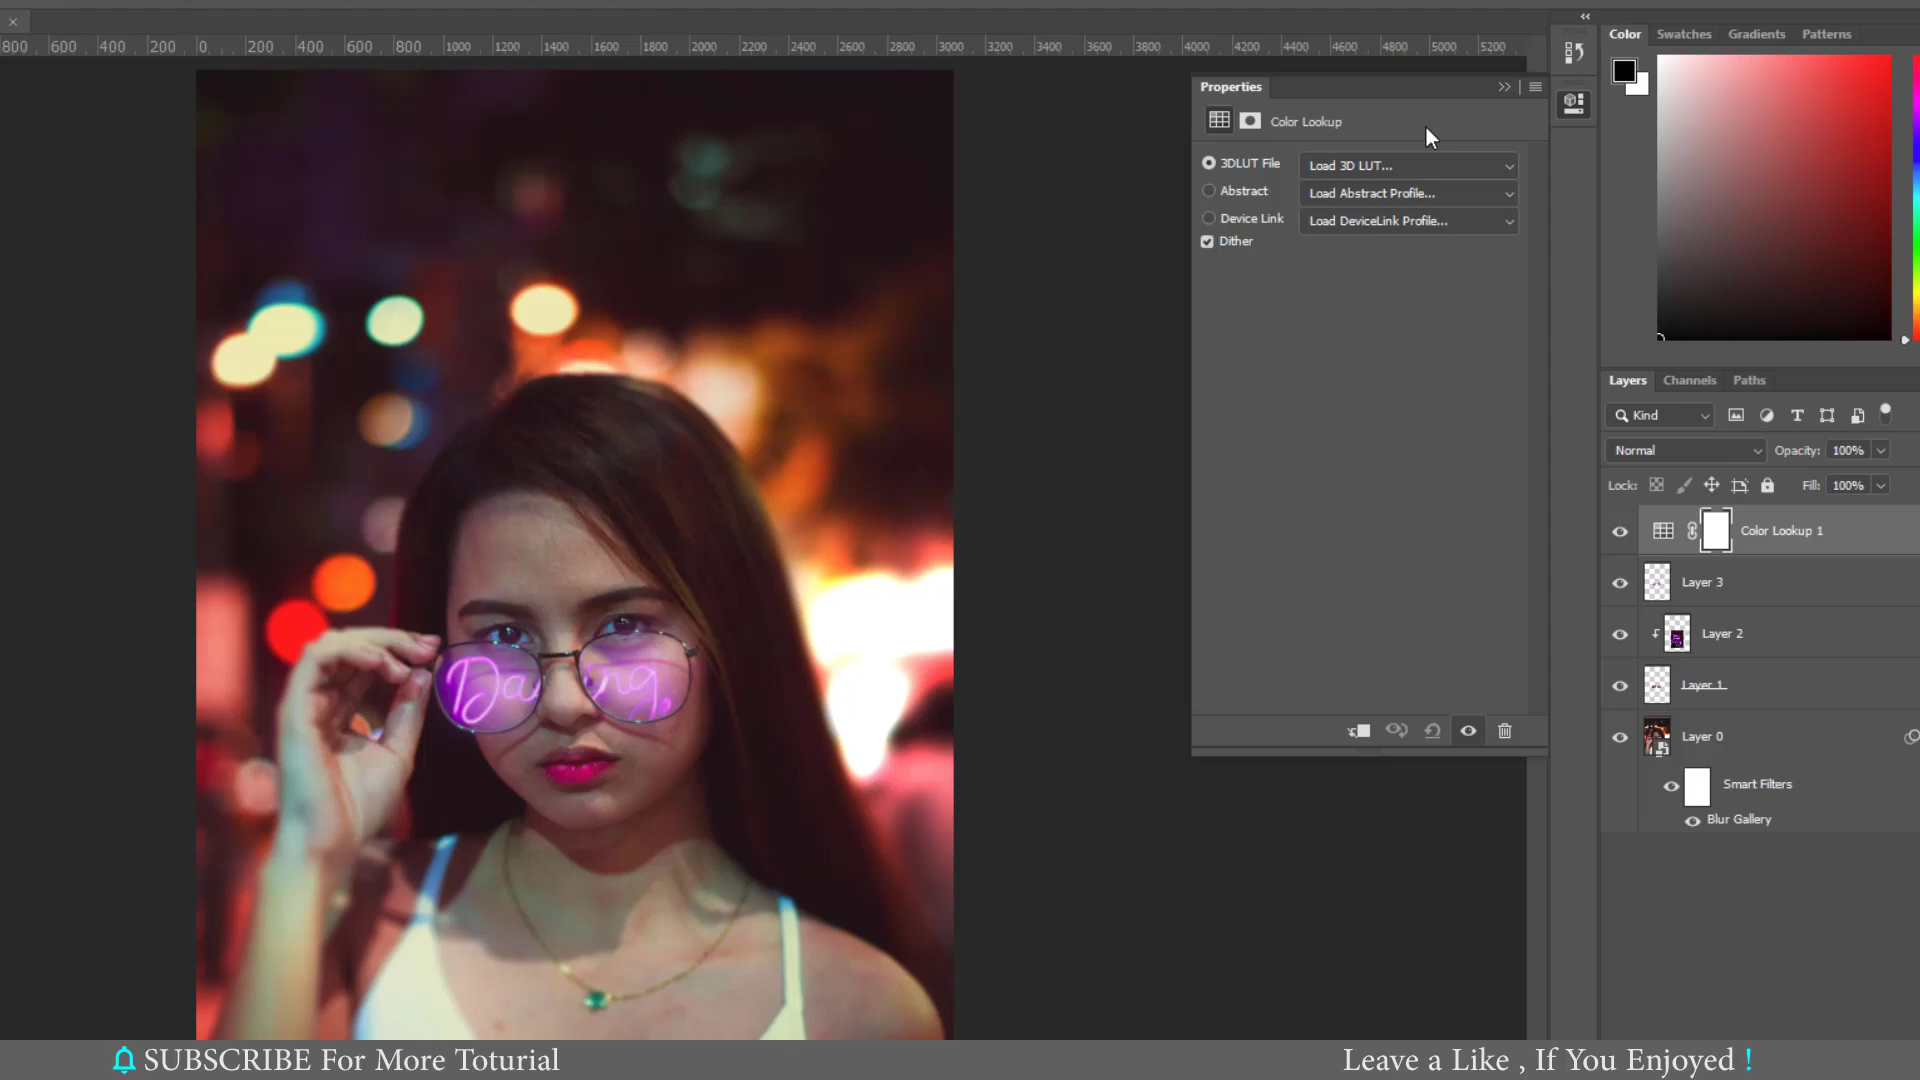 800 600 400 200 0 200 400 600 800 1000 1200 1400 1600 1800 2000 2200 2400 2600 2800 3000 3200 3400 3600 3800 4000 4200 4400 4600 4800 5000 5200
Color Swatches Gradients Patterns
Properties
Color Lookup
3DLUT File Load 3D LUT...
Abstract Load Abstract Profile...
Device Link Load DeviceLink Profile...
Dither
Layers Channels Paths
Kind
Normal Opacity: 100%
Lock: Fill: 100%
Color Lookup 1
Layer 3
Layer 2
Layer 1
Layer 0
Smart Filters
Blur Gallery
SUBSCRIBE For More Toturial
Leave a Like , If You Enjoyed !